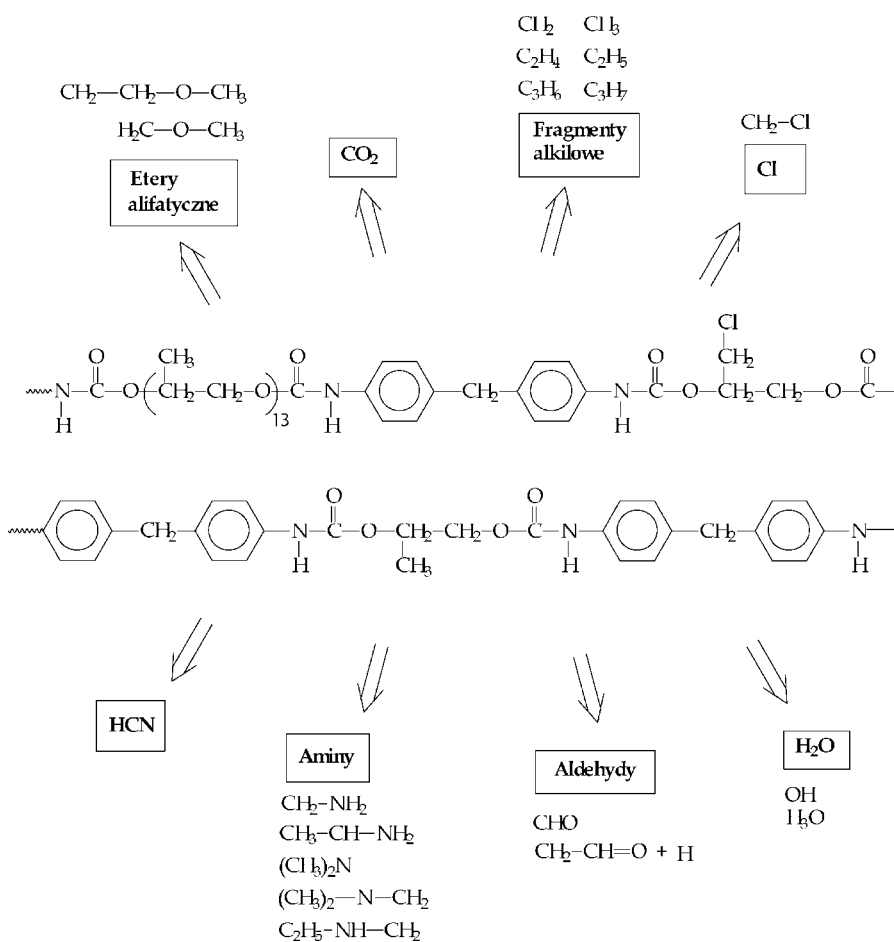 CH₂ CH₃
C₂H₄ C₂H₅
C₃H₆ C₃H₇
CH₂—CH₂—O—CH₃
H₂C—O—CH₃
CH₂-Cl
Etery
alifatyczne
CO₂
Fragmenty
alkilowe
Cl
Cl
O CH₃ O O CH₂ O
N—C—O(CH₂—CH₂—O)₁₃C—N CH₂ N—C—O—CH₂—CH₂—O—C
H H H
O O
CH₂ N—C—O—CH₂—CH₂—O—C—N CH₂ N
H CH₃ H H
HCN
Aminy
Aldehydy
H₂O
CH₂-NH₂
CH₃-CH-NH₂
(CH₃)₂N
(CH₃)₂—N—CH₂
C₂H₅-NH—CH₂
CHO
CH₂-CH=O + H
OH
H₃O